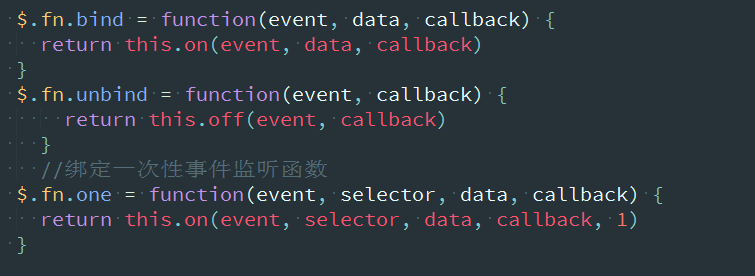 $.fn.bind = function(event, data, callback) {
return this.on(event, data, callback)
}
$.fn.unbind = function(event, callback) {
return this.off(event, callback)
}
//绑定一次性事件监听函数
$.fn.one = function(event, selector, data, callback) {
return this.on(event, selector, data, callback, 1)
}